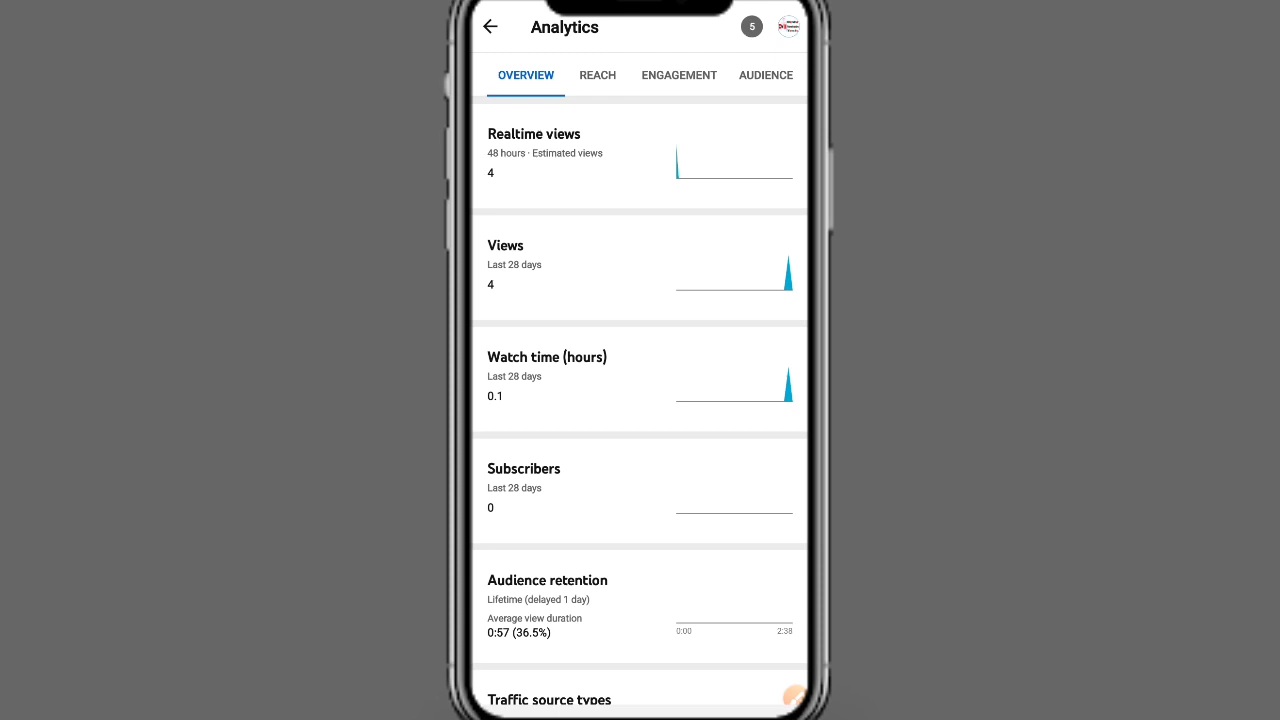 Analytics
5
OVERVIEW REACH ENGAGEMENT AUDIENCE
Realtime views
48 hours · Estimated views
4
Views
Last 28 days
4
Watch time (hours)
Last 28 days
0.1
Subscribers
Last 28 days
0
Audience retention
Lifetime (delayed 1 day)
Average view duration
0:57 (36.5%)
0:00 2:38
Traffic source types